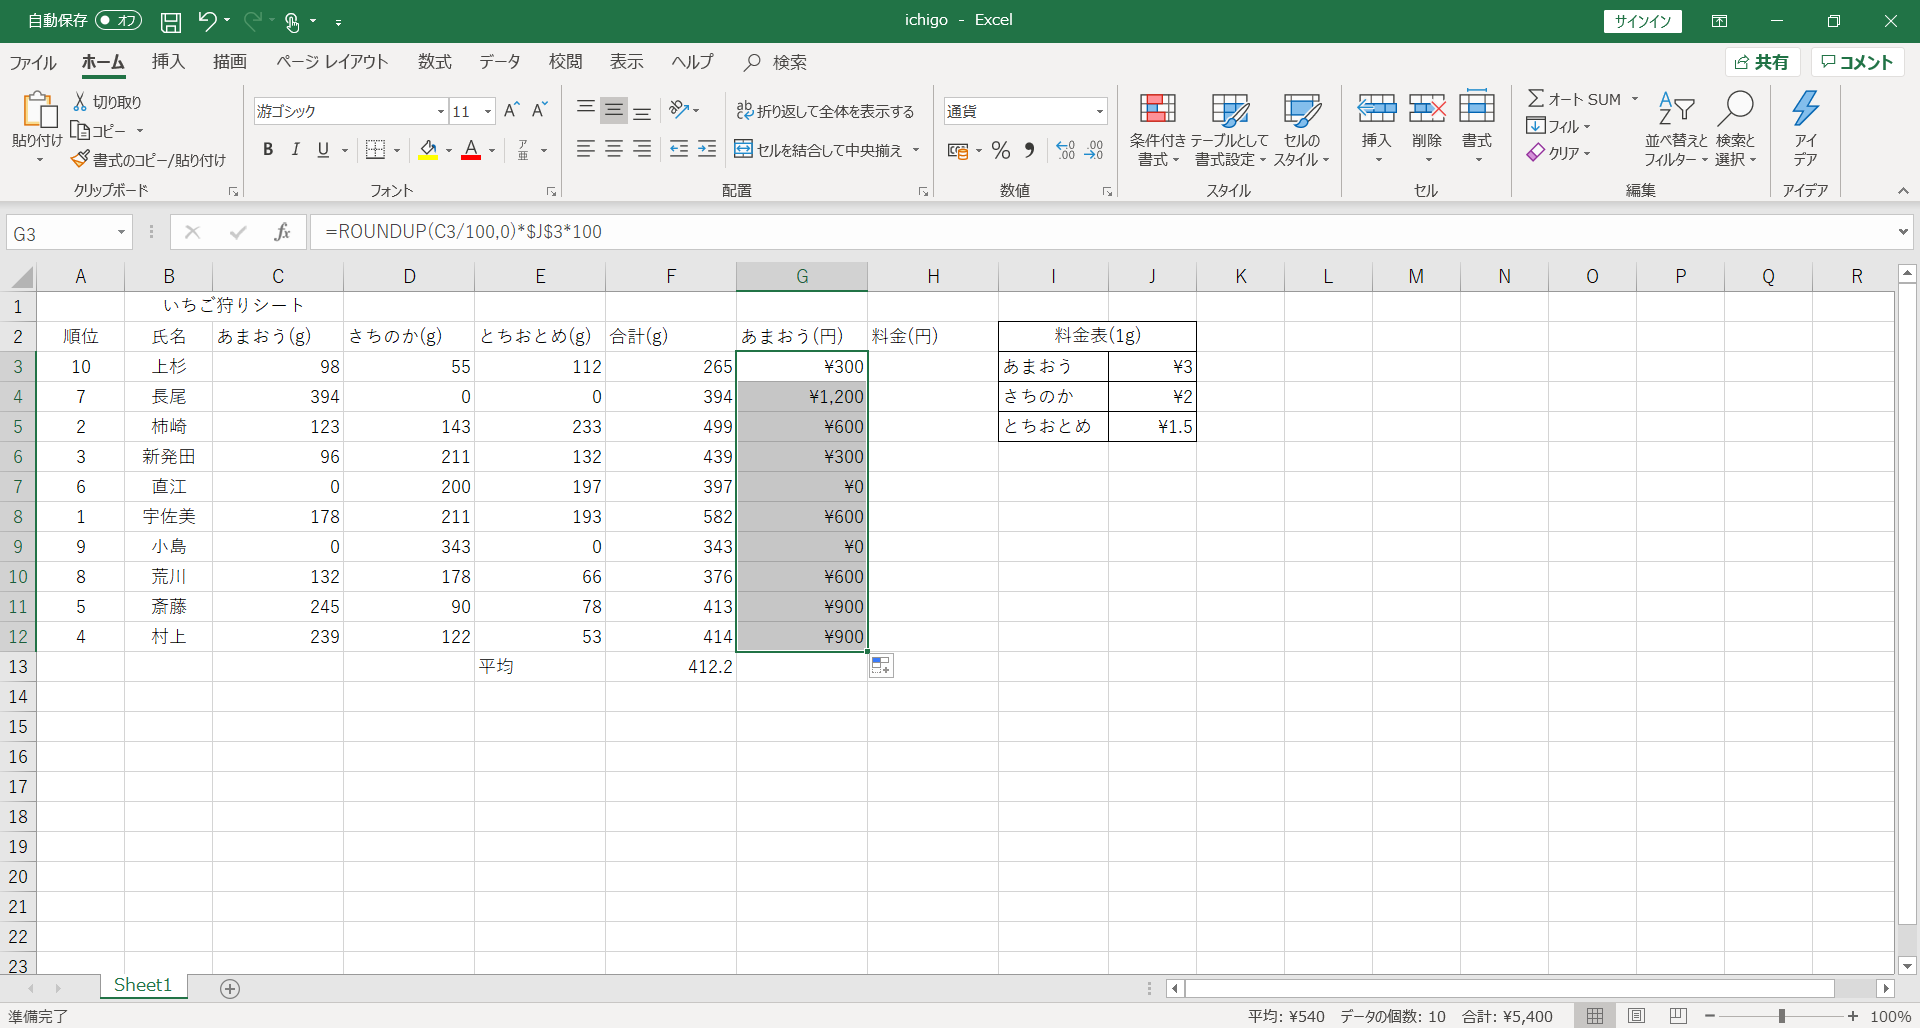 自動保存 オフ ichigo - Excel サインイン
ファイル ホーム 挿入 描画 ページ レイアウト 数式 データ 校閲 表示 ヘルプ 検索 共有 コメント
貼り付け 切り取り コピー 書式のコピー/貼り付け クリップボード
游ゴシック 11 A A B I U A ア亜 フォント
ab 折り返して全体を表示する セルを結合して中央揃え 配置
通貨 % 数値
条件付き書式 テーブルとして書式設定 セルのスタイル スタイル
挿入 削除 書式 セル
Σ オート SUM フィル クリア 並べ替えとフィルター 検索と選択 編集
アイデア アイデア
G3 fx =ROUNDUP(C3/100,0)*$J$3*100
A B C D E F G H I J K L M N O P Q R
1 いちご狩りシート
2 順位 氏名 あまおう(g) さちのか(g) とちおとめ(g) 合計(g) あまおう(円) 料金(円) 料金表(1g)
3 10 上杉 98 55 112 265 ¥300 あまおう ¥3
4 7 長尾 394 0 0 394 ¥1,200 さちのか ¥2
5 2 柿崎 123 143 233 499 ¥600 とちおとめ ¥1.5
6 3 新発田 96 211 132 439 ¥300
7 6 直江 0 200 197 397 ¥0
8 1 宇佐美 178 211 193 582 ¥600
9 9 小島 0 343 0 343 ¥0
10 8 荒川 132 178 66 376 ¥600
11 5 斎藤 245 90 78 413 ¥900
12 4 村上 239 122 53 414 ¥900
13 平均 412.2
14
15
16
17
18
19
20
21
22
23
Sheet1
準備完了 平均: ¥540 データの個数: 10 合計: ¥5,400 100%